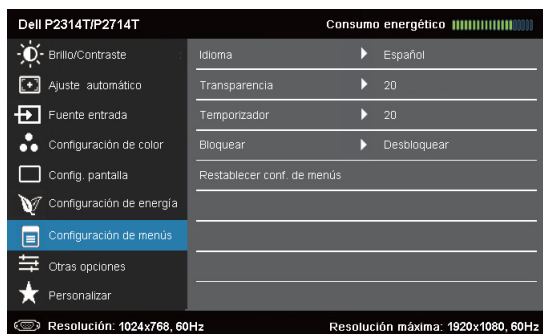 Dell P2314T/P2714T Consumo energético
Brillo/Contraste : Idioma Español
Ajuste automático Transparencia 20
Fuente entrada Temporizador 20
Configuración de color Bloquear Desbloquear
Config. pantalla Restablecer conf. de menús
Configuración de energía
Configuración de menús
Otras opciones
Personalizar
Resolución: 1024x768, 60Hz Resolución máxima: 1920x1080, 60Hz